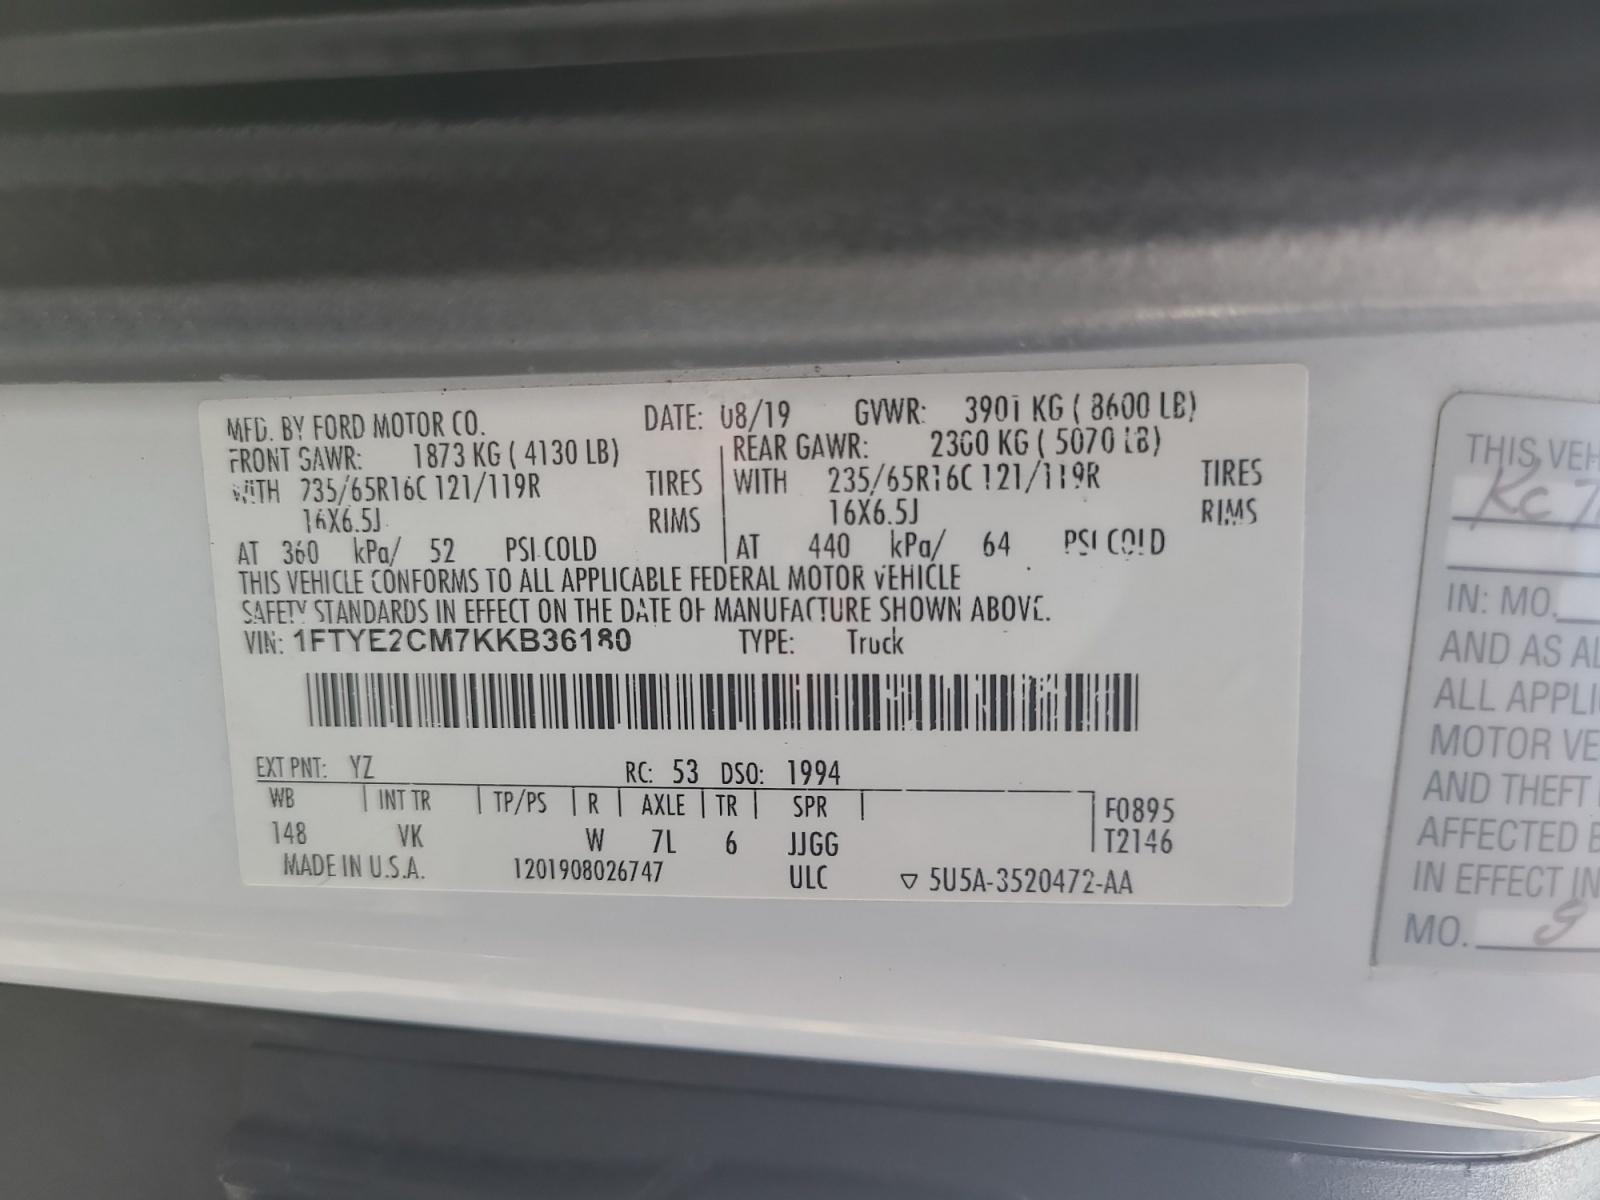 MFD. BY FORD MOTOR CO. DATE: 08/19 GVWR: 3901 KG ( 8600 LB)
FRONT GAWR: 1873 KG ( 4130 LB) REAR GAWR: 2300 KG ( 5070 LB)
WITH 235/65R16C 121/119R TIRES WITH 235/65R16C 121/119R TIRES
16X6.5J RIMS 16X6.5J RIMS
AT 360 kPa/ 52 PSI COLD AT 440 kPa/ 64 PSI COLD
THIS VEHICLE CONFORMS TO ALL APPLICABLE FEDERAL MOTOR VEHICLE
SAFETY STANDARDS IN EFFECT ON THE DATE OF MANUFACTURE SHOWN ABOVE.
VIN: 1FTYE2CM7KKB36180 TYPE: Truck
EXT PNT: YZ RC: 53 DSO: 1994
WB INT TR TP/PS R AXLE TR SPR F0895
148 VK W 7L 6 JJGG T2146
MADE IN U.S.A. 1201908026747 ULC ▽ 5U5A-3520472-AA
THIS VEH
IN: MO.
AND AS AL
ALL APPLI
MOTOR VE
AND THEFT
AFFECTED B
IN EFFECT IN
MO. 9